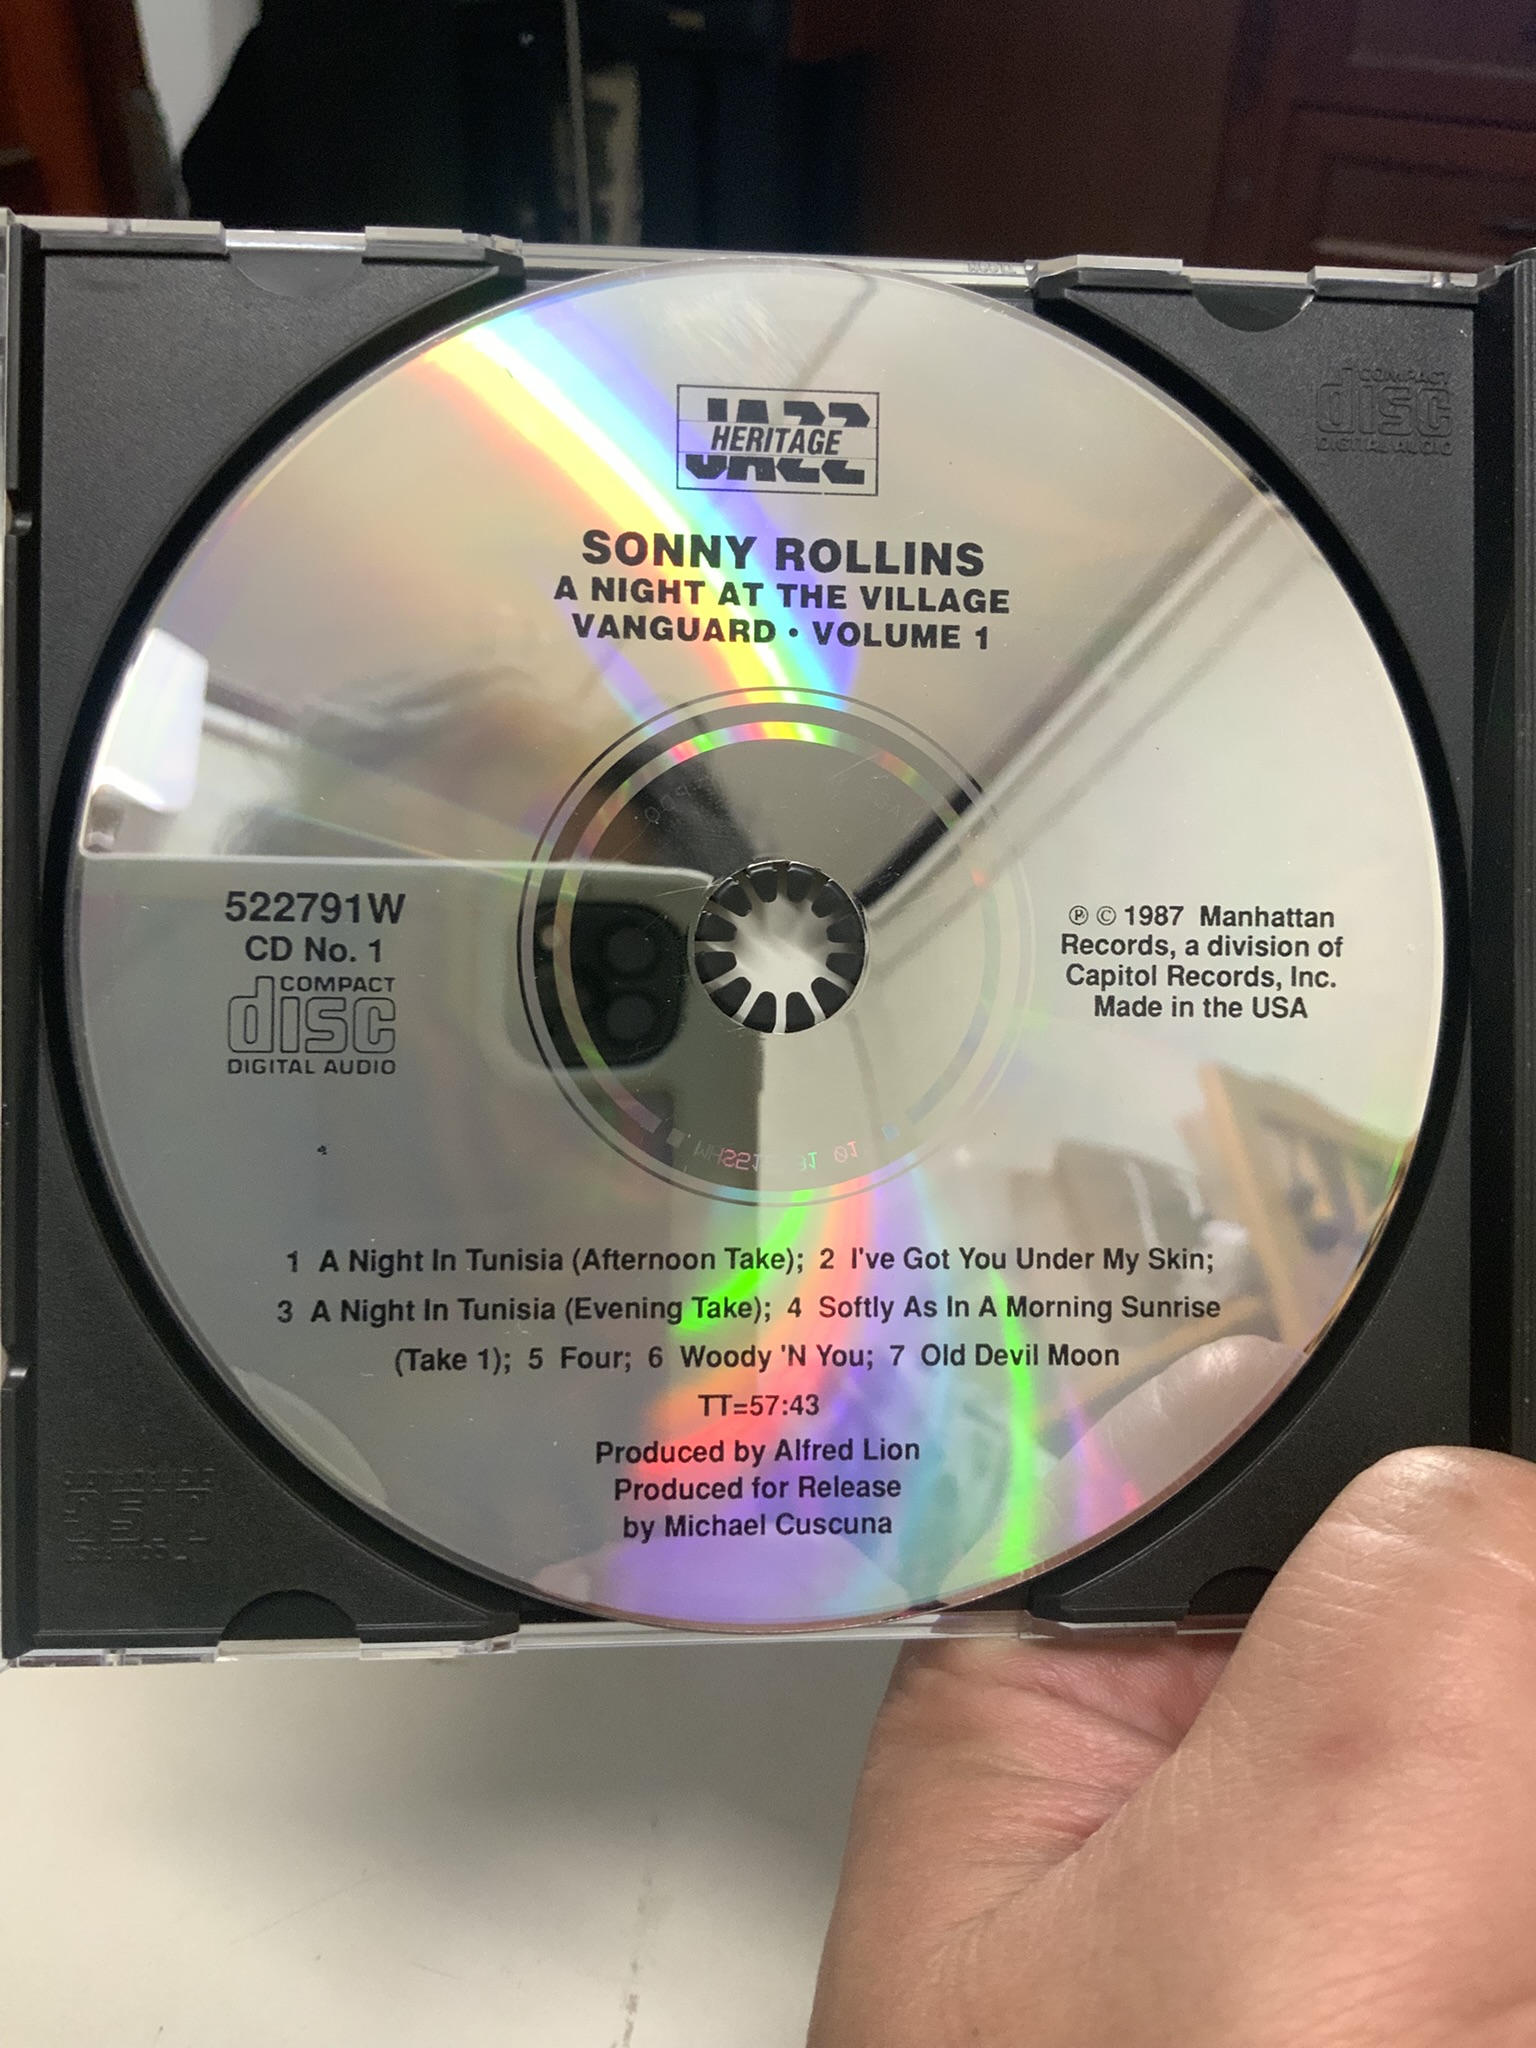 JAZZ
HERITAGE
COMPACT
disc
DIGITAL AUDIO
SONNY ROLLINS
A NIGHT AT THE VILLAGE
VANGUARD • VOLUME 1
522791W
CD No. 1
COMPACT
disc
DIGITAL AUDIO
℗ © 1987 Manhattan
Records, a division of
Capitol Records, Inc.
Made in the USA
1 A Night In Tunisia (Afternoon Take); 2 I've Got You Under My Skin;
3 A Night In Tunisia (Evening Take); 4 Softly As In A Morning Sunrise
(Take 1); 5 Four; 6 Woody 'N You; 7 Old Devil Moon
TT=57:43
Produced by Alfred Lion
Produced for Release
by Michael Cuscuna